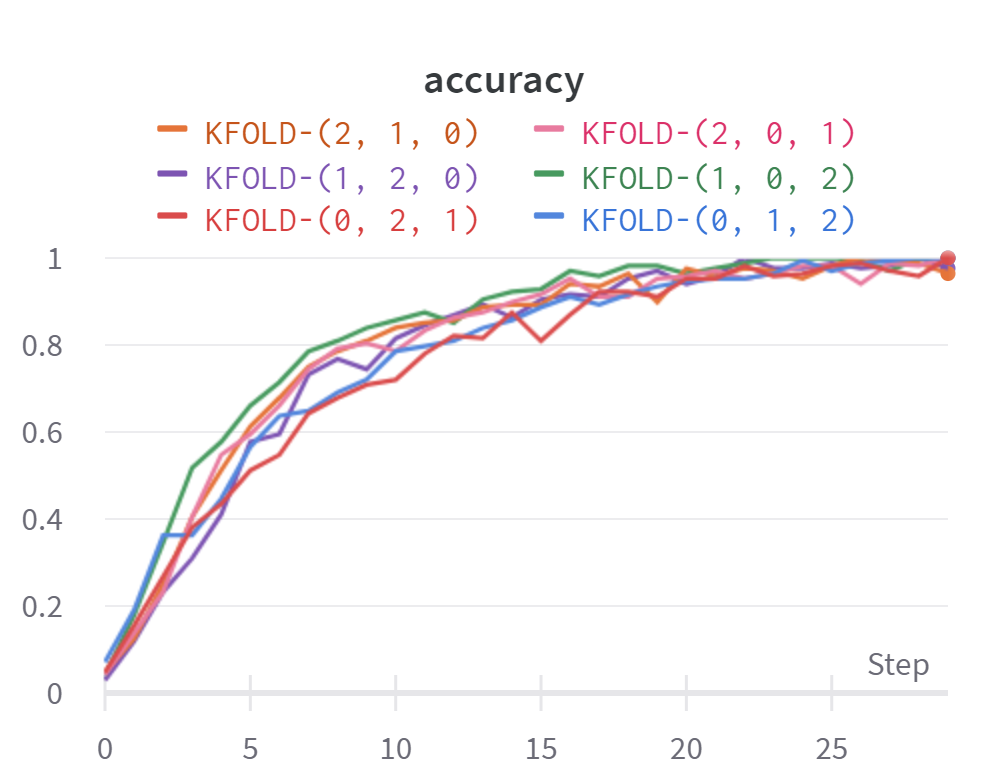 accuracy
KFOLD-(2, 1, 0) KFOLD-(2, 0, 1)
KFOLD-(1, 2, 0) KFOLD-(1, 0, 2)
KFOLD-(0, 2, 1) KFOLD-(0, 1, 2)
1
0.8
0.6
0.4
0.2
Step
0
0 5 10 15 20 25